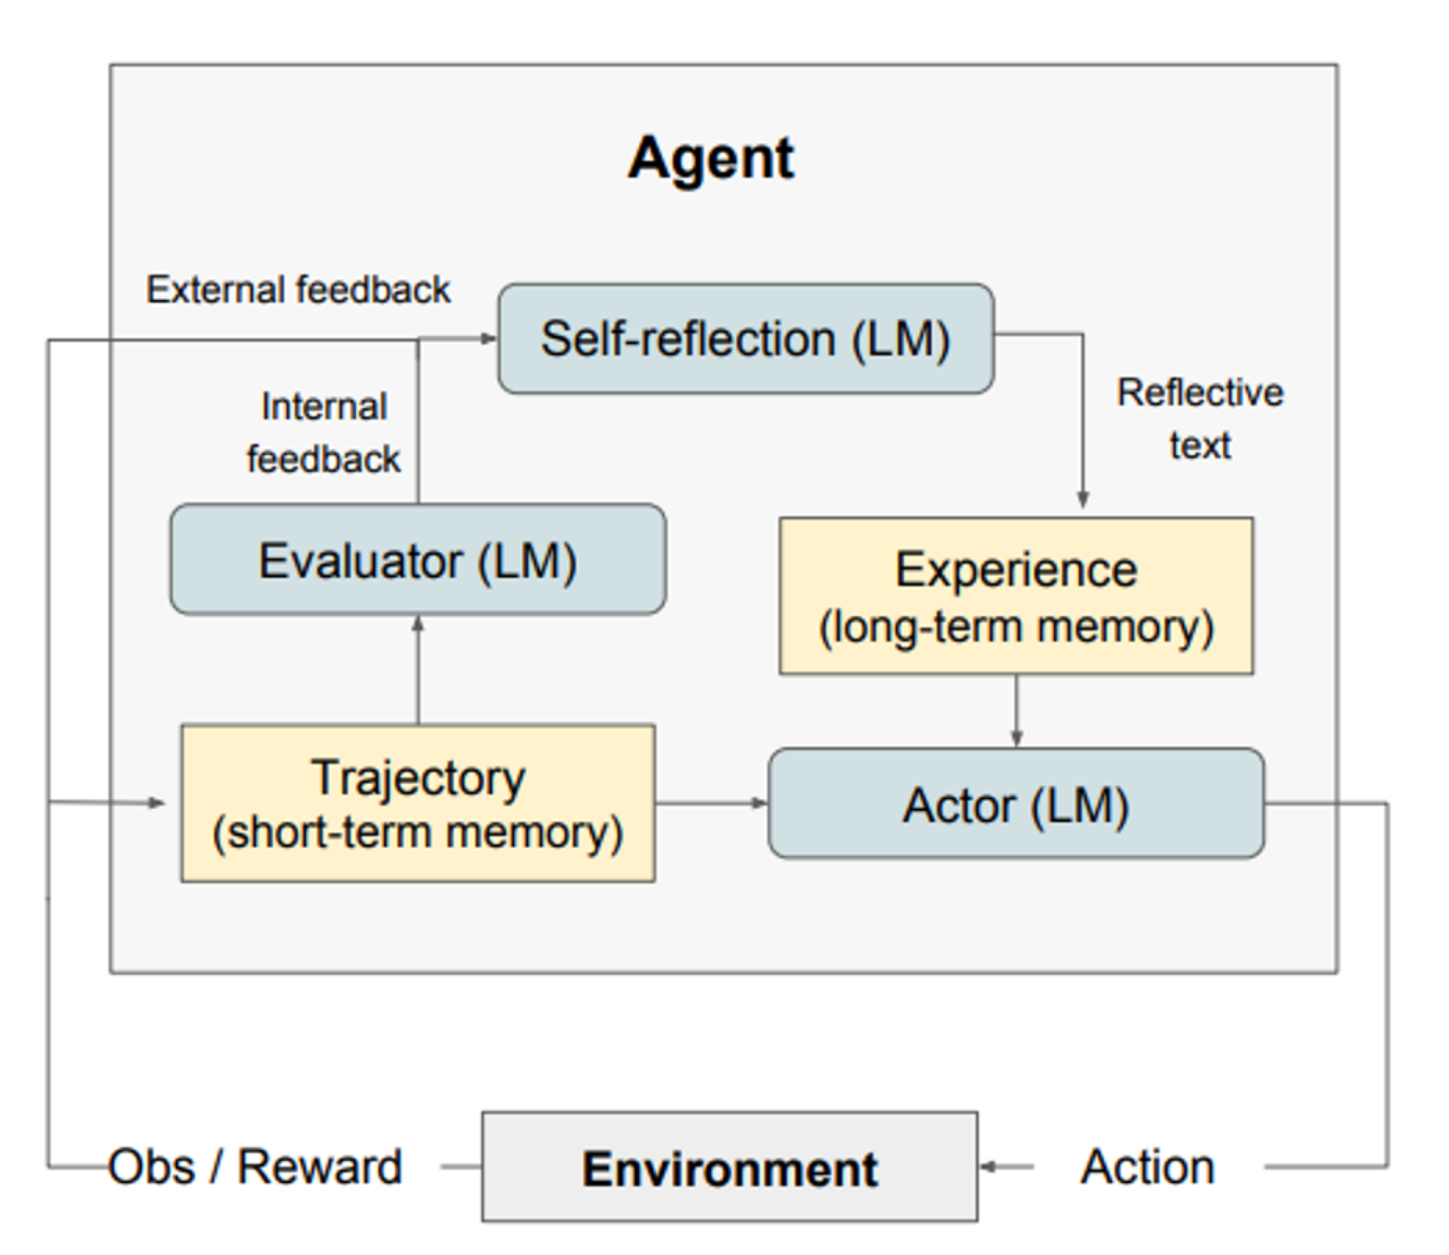 Agent
External feedback
Self-reflection (LM)
Internal
feedback
Reflective
text
Evaluator (LM)
Experience
(long-term memory)
Trajectory
(short-term memory)
Actor (LM)
Obs / Reward
Environment
Action